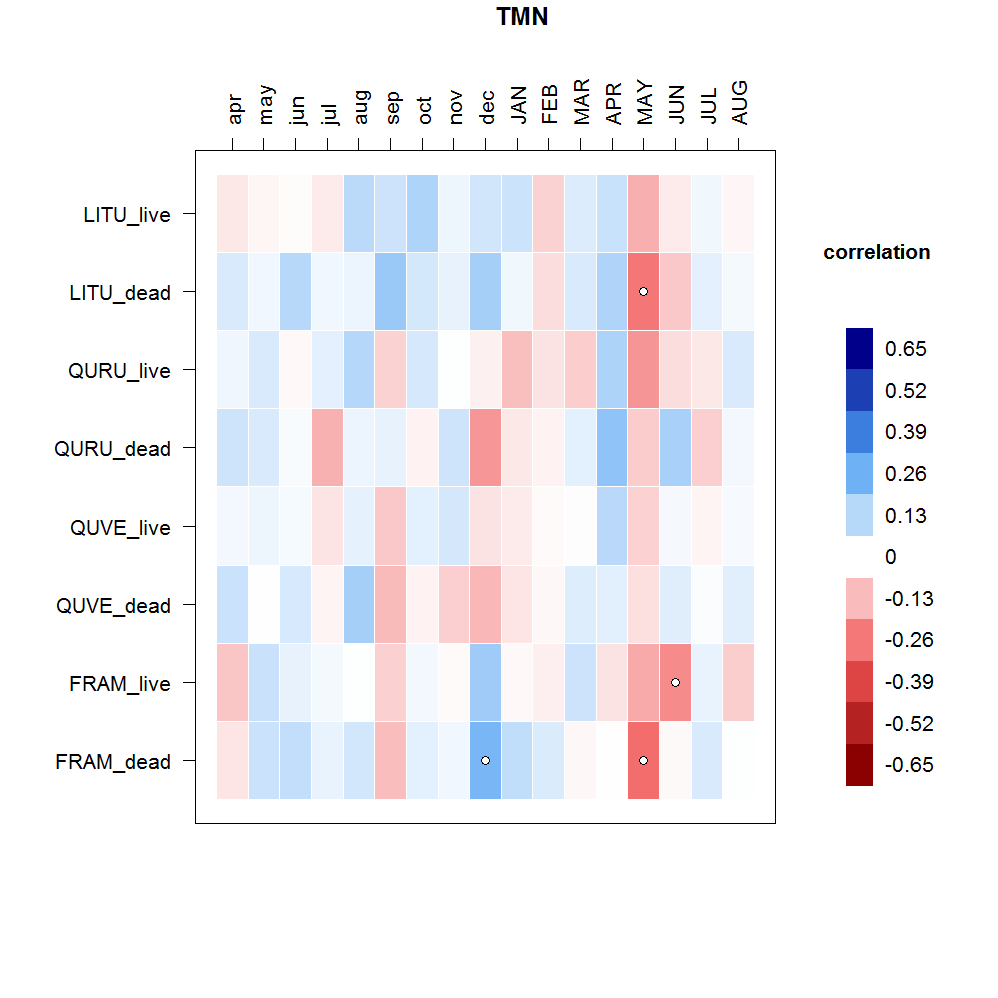 TMN
apr may jun jul aug sep oct nov dec JAN FEB MAR APR MAY JUN JUL AUG
LITU_live
LITU_dead
QURU_live
QURU_dead
QUVE_live
QUVE_dead
FRAM_live
FRAM_dead
correlation
0.65
0.52
0.39
0.26
0.13
0
-0.13
-0.26
-0.39
-0.52
-0.65